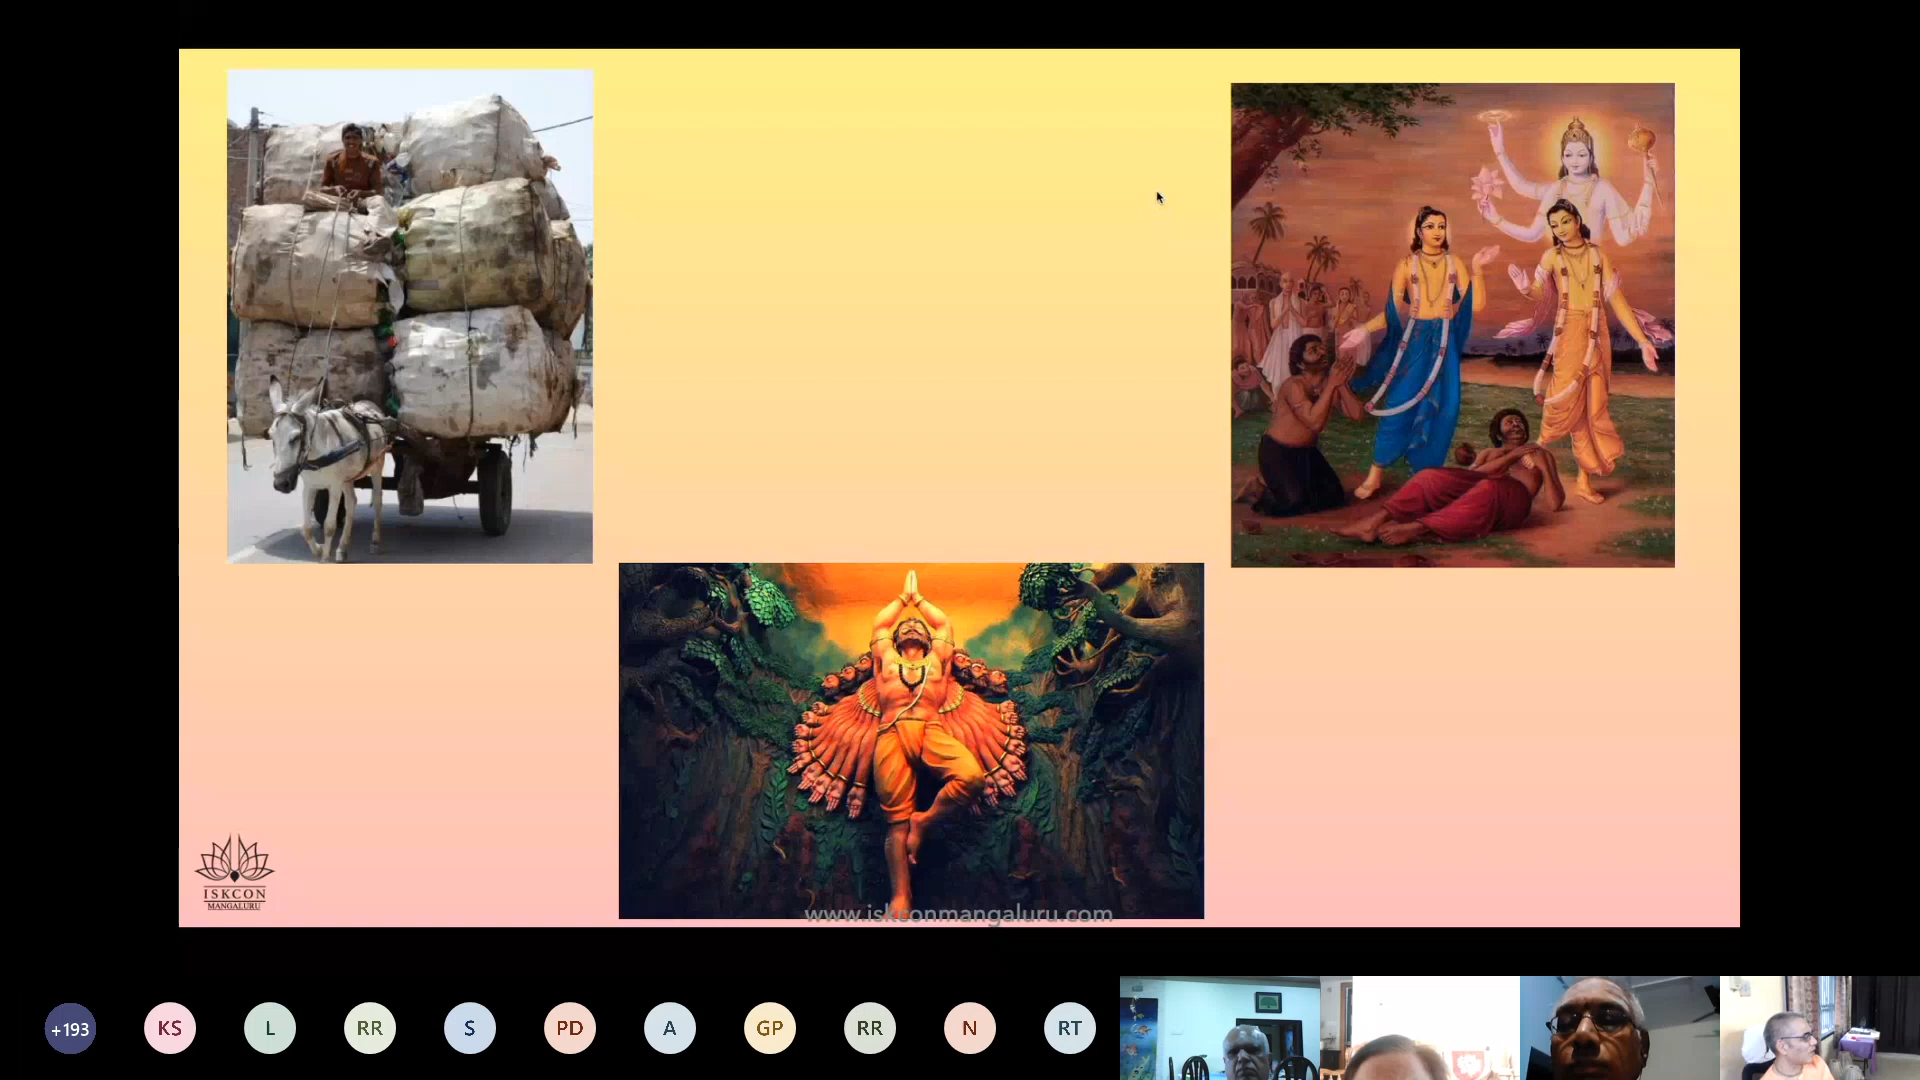 ISKCON
MANGALURU
www.iskconmangaluru.com
+193
KS
L
RR
S
PD
A
GP
RR
N
RT